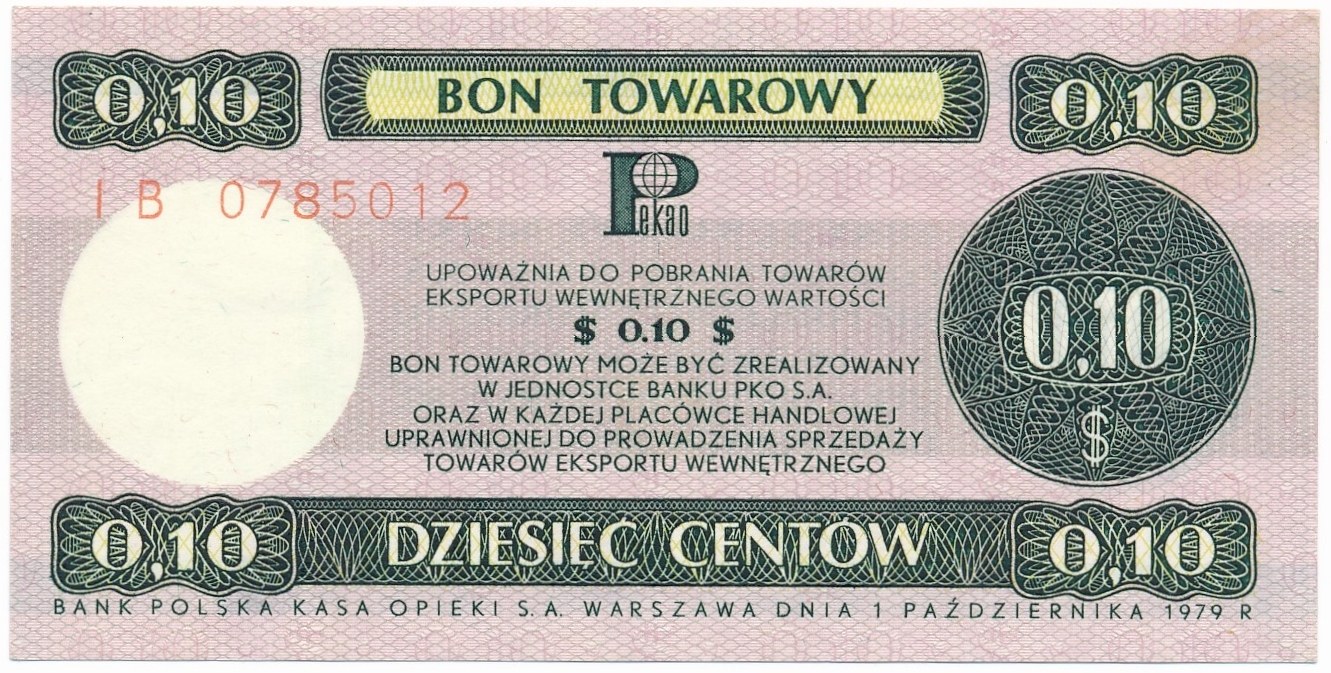 0,10 BON TOWAROWY 0,10
I B 0785012
Pekao
UPOWAŻNIA DO POBRANIA TOWARÓW
EKSPORTU WEWNĘTRZNEGO WARTOŚCI
$ 0.10 $
BON TOWAROWY MOŻE BYĆ ZREALIZOWANY
W JEDNOSTCE BANKU PKO S.A.
ORAZ W KAŻDEJ PLACÓWCE HANDLOWEJ
UPRAWNIONEJ DO PROWADZENIA SPRZEDAŻY
TOWARÓW EKSPORTU WEWNĘTRZNEGO
0,10
$
0,10 DZIESIĘĆ CENTÓW 0,10
BANK POLSKA KASA OPIEKI S.A. WARSZAWA DNIA 1 PAŹDZIERNIKA 1979 R